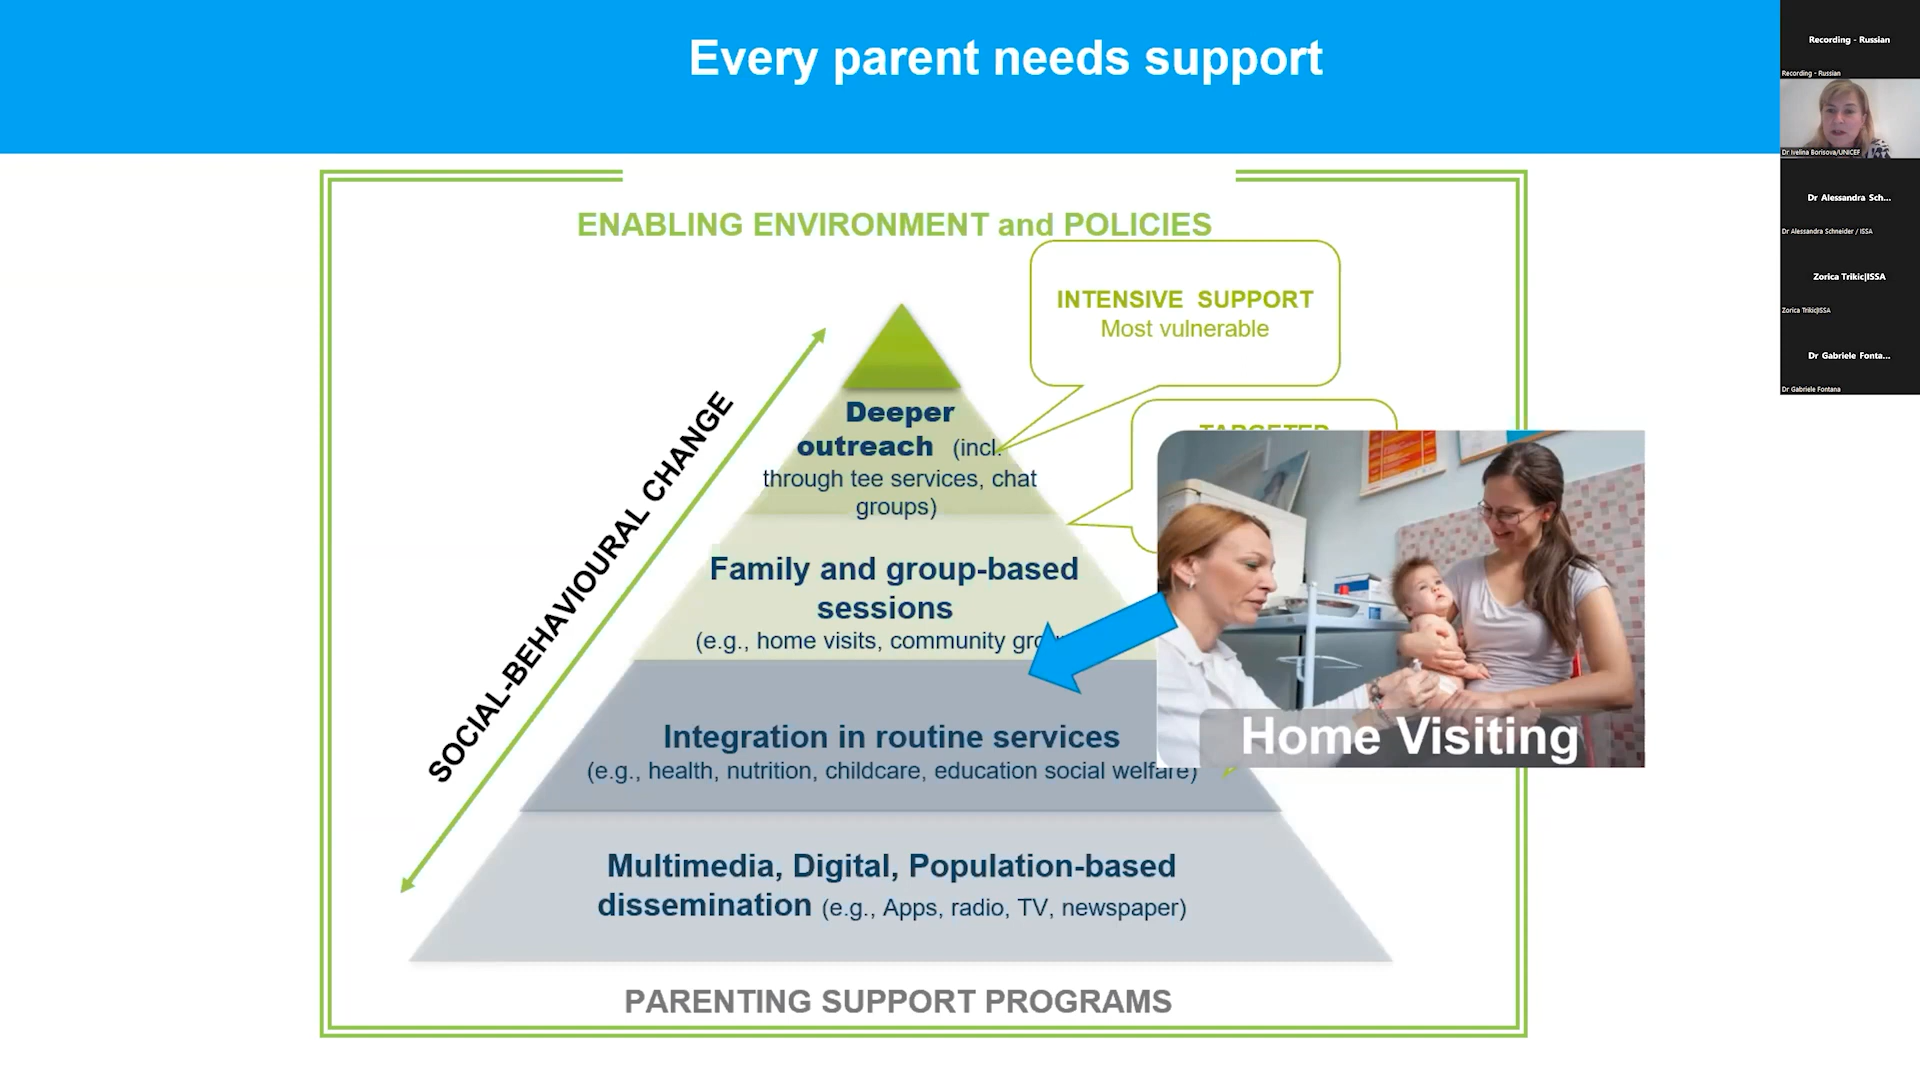 Every parent needs support
ENABLING ENVIRONMENT and POLICIES
INTENSIVE SUPPORT
Most vulnerable
TARGETED
Deeper
outreach (incl.
through tee services, chat
groups)
Family and group-based
sessions
(e.g., home visits, community
Integration in routine services
(e.g., health, nutrition, childcare, education social welfare)
Multimedia, Digital, Population-based
dissemination (e.g., Apps, radio, TV, newspaper)
SOCIAL-BEHAVIOURAL CHANGE
Home Visiting
PARENTING SUPPORT PROGRAMS
Recording - Russian
Recording - Russian
Dr Ivelina Borisova/UNICEF
Dr Alessandra Sch...
Dr Alessandra Schneider / ISSA
Zorica Trikic|ISSA
Zorica Trikic|ISSA
Dr Gabriele Fonta...
Dr Gabriele Fontana